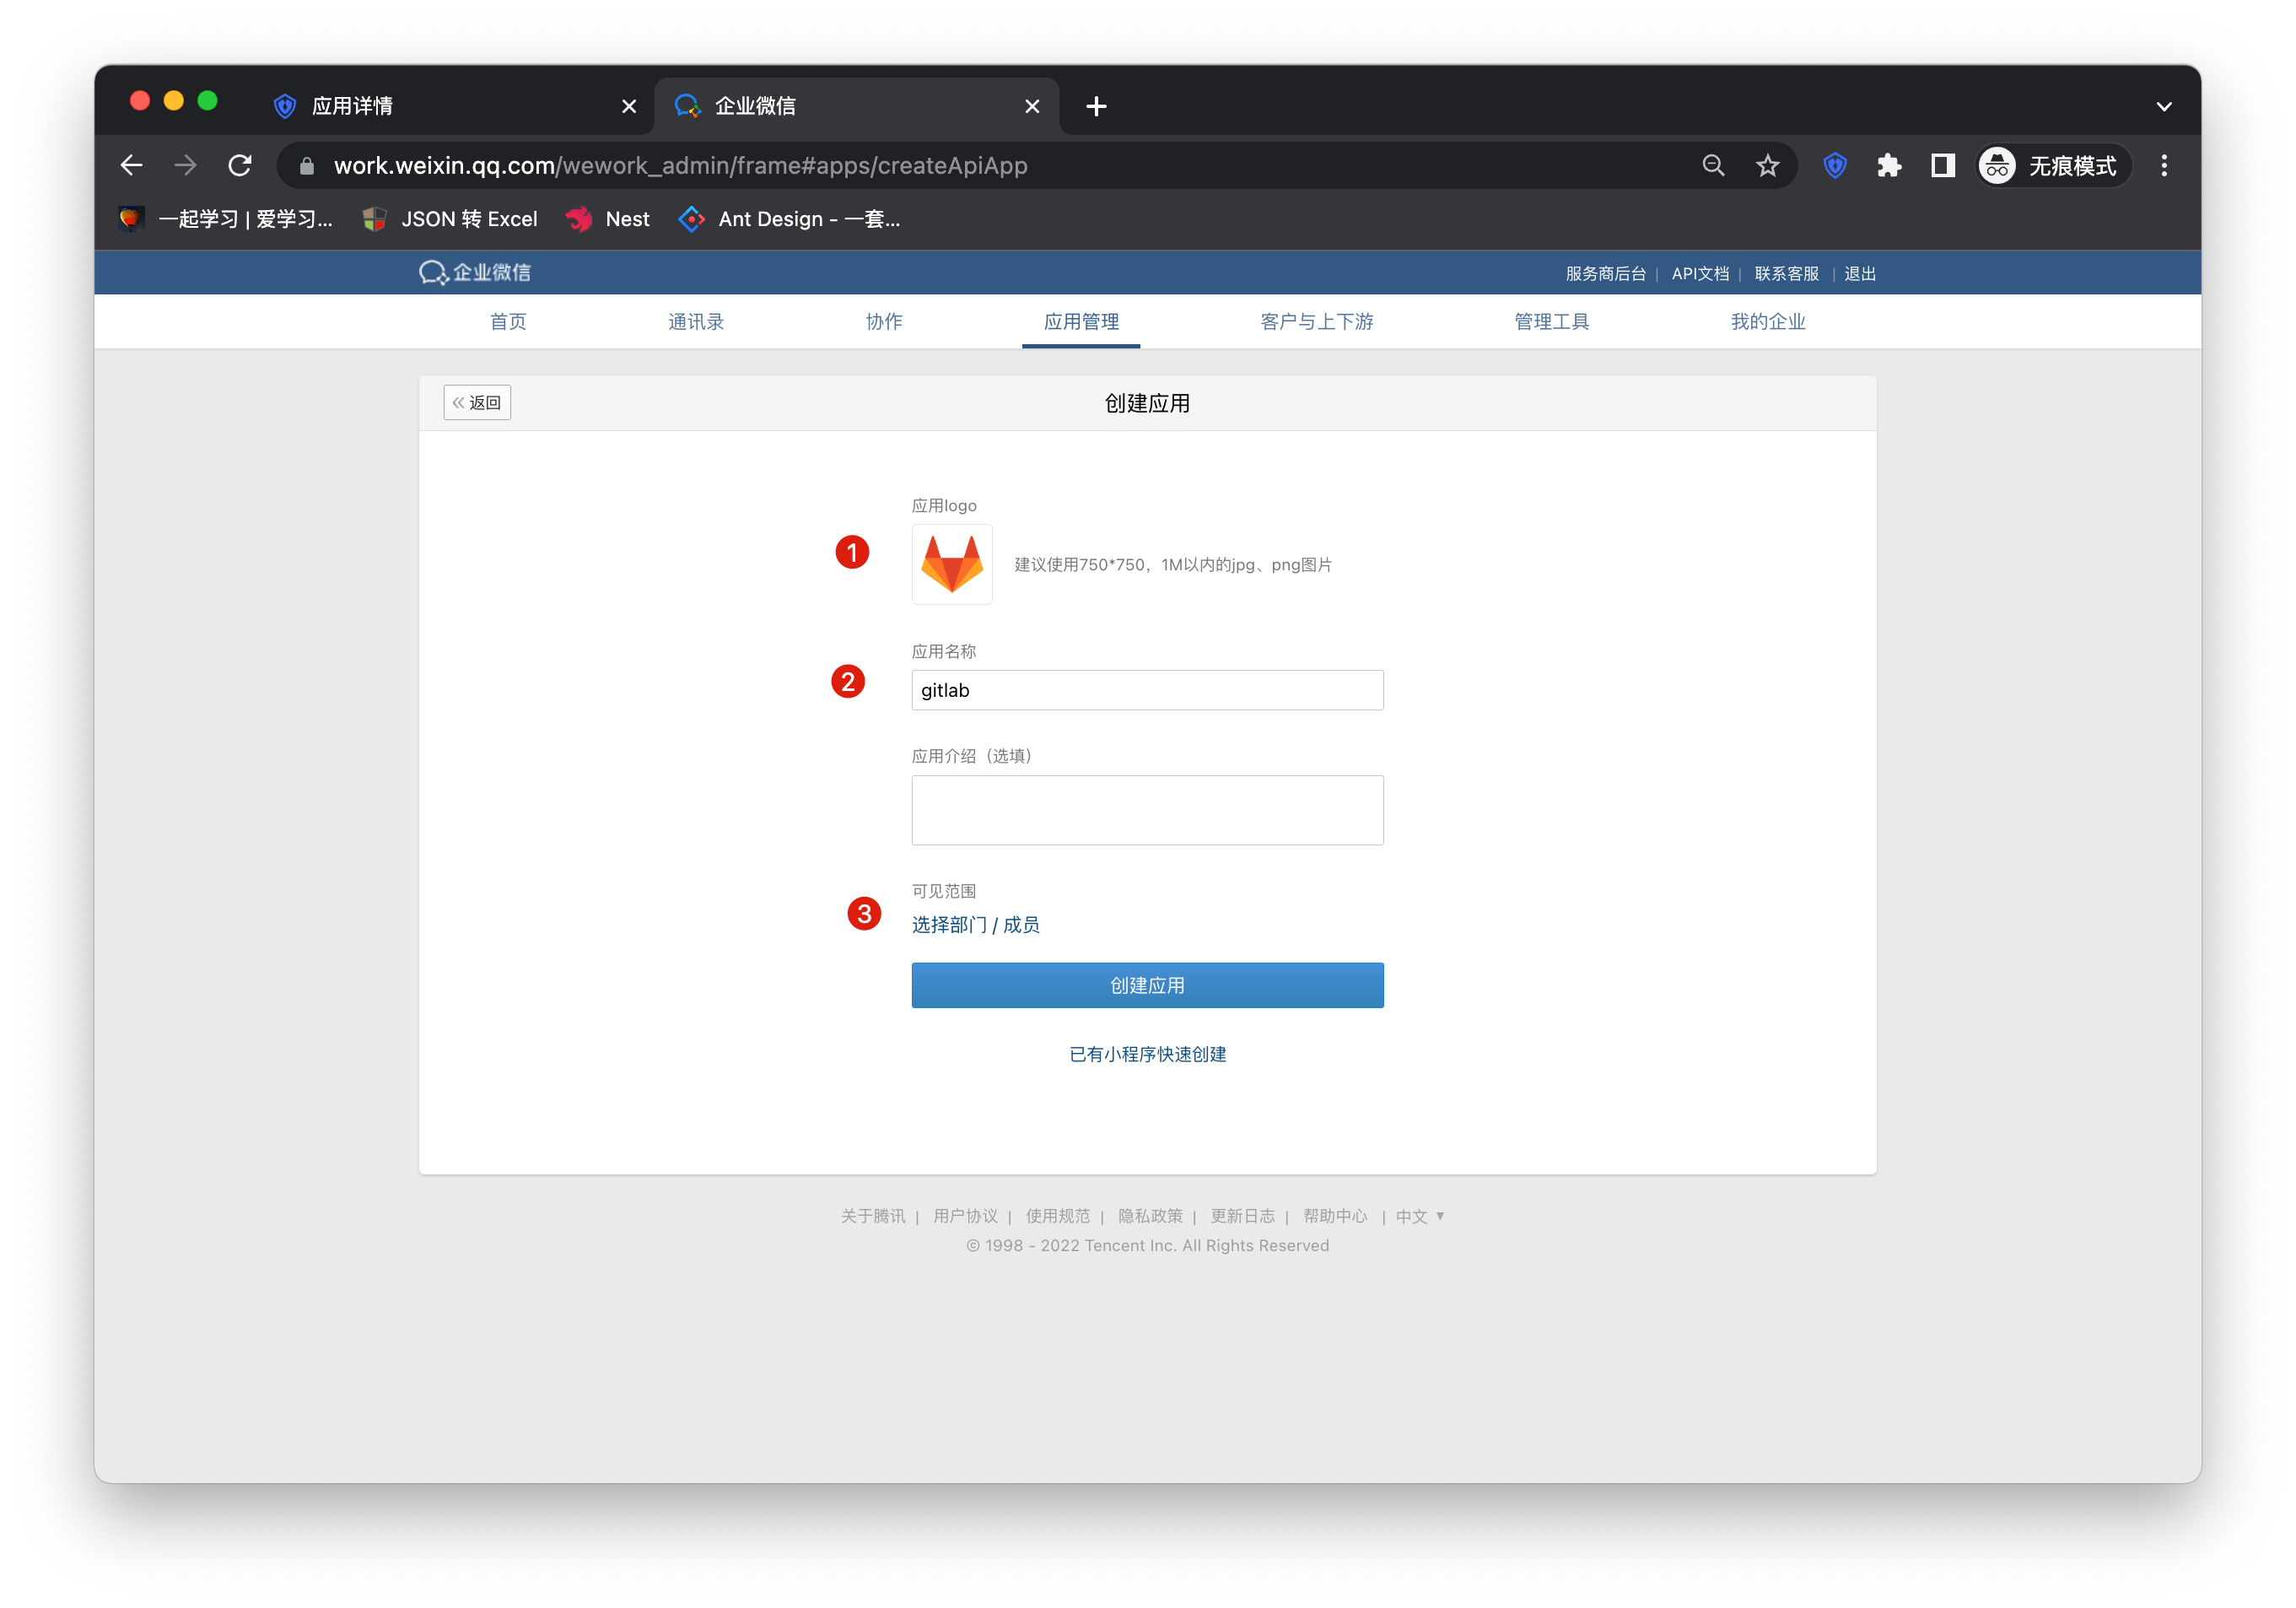 应用详情
企业微信
work.weixin.qq.com/wework_admin/frame#apps/createApiApp
无痕模式
一起学习 | 爱学习...
JSON 转 Excel
Nest
Ant Design - 一套...
企业微信
服务商后台 | API文档 | 联系客服 | 退出
首页
通讯录
协作
应用管理
客户与上下游
管理工具
我的企业
« 返回
创建应用
应用logo
1
建议使用750*750，1M以内的jpg、png图片
应用名称
2
gitlab
应用介绍（选填）
可见范围
3
选择部门 / 成员
创建应用
已有小程序快速创建
关于腾讯 | 用户协议 | 使用规范 | 隐私政策 | 更新日志 | 帮助中心 | 中文 ▼
© 1998 - 2022 Tencent Inc. All Rights Reserved